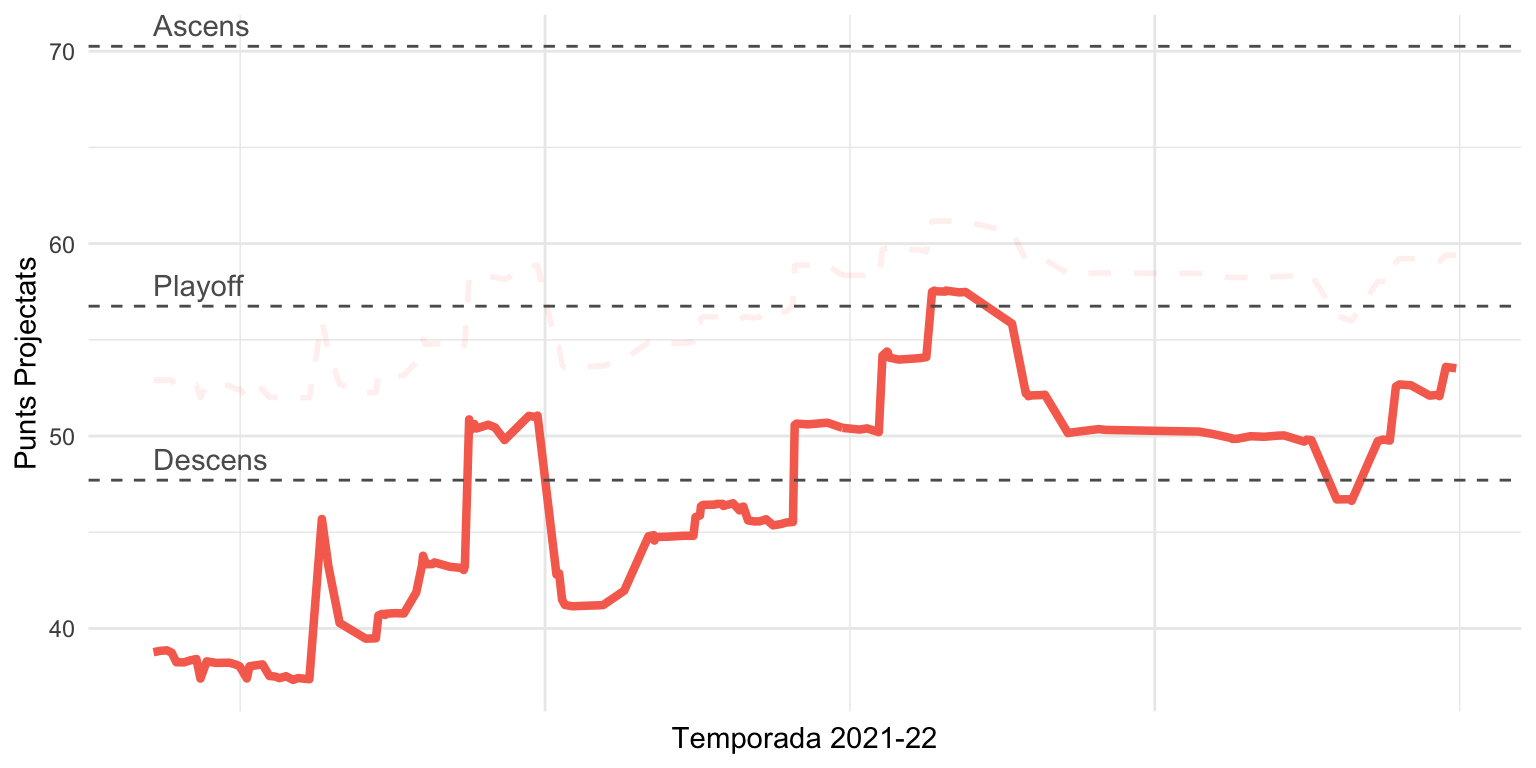 Ascens
70
60
Playoff
50
Descens
40
Punts Projectats
Temporada 2021-22